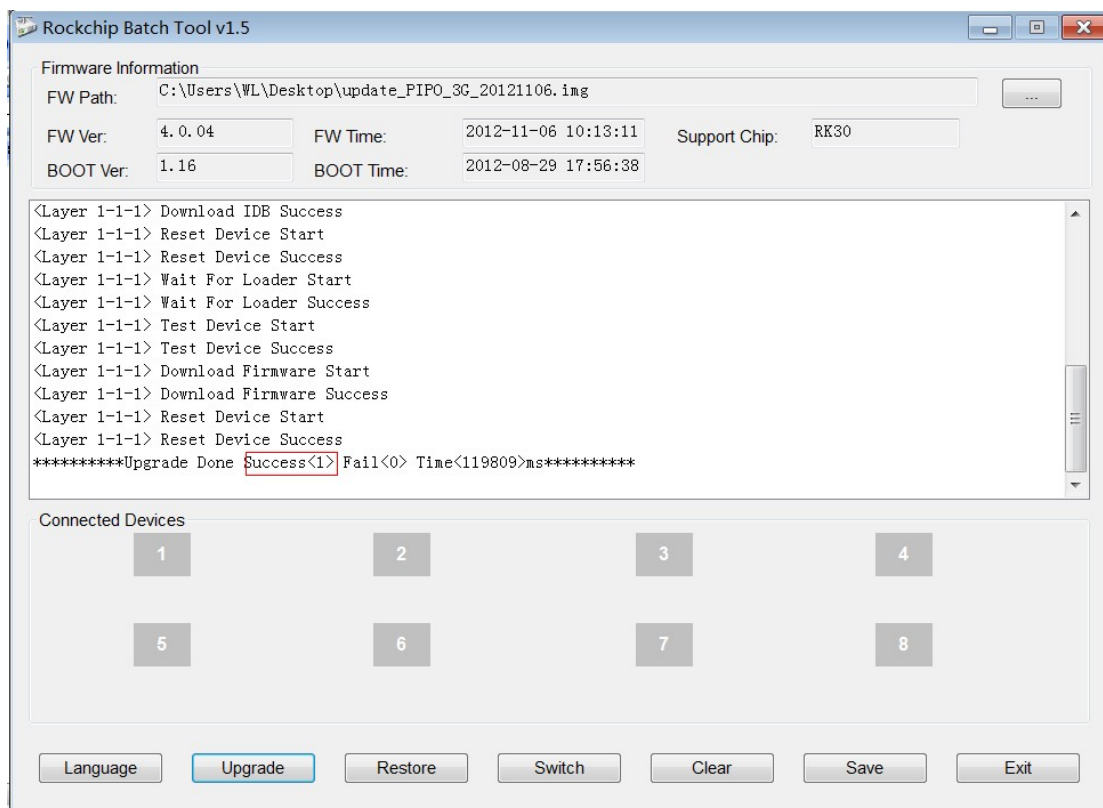 Rockchip Batch Tool v1.5
Firmware Information
FW Path: C:\Users\WL\Desktop\update_PIPO_3G_20121106.img ...
FW Ver: 4.0.04 FW Time: 2012-11-06 10:13:11 Support Chip: RK30
BOOT Ver: 1.16 BOOT Time: 2012-08-29 17:56:38
<Layer 1-1-1> Download IDB Success
<Layer 1-1-1> Reset Device Start
<Layer 1-1-1> Reset Device Success
<Layer 1-1-1> Wait For Loader Start
<Layer 1-1-1> Wait For Loader Success
<Layer 1-1-1> Test Device Start
<Layer 1-1-1> Test Device Success
<Layer 1-1-1> Download Firmware Start
<Layer 1-1-1> Download Firmware Success
<Layer 1-1-1> Reset Device Start
<Layer 1-1-1> Reset Device Success
**********Upgrade Done Success<1> Fail<0> Time<119809>ms**********
Connected Devices
1 2 3 4
5 6 7 8
Language Upgrade Restore Switch Clear Save Exit